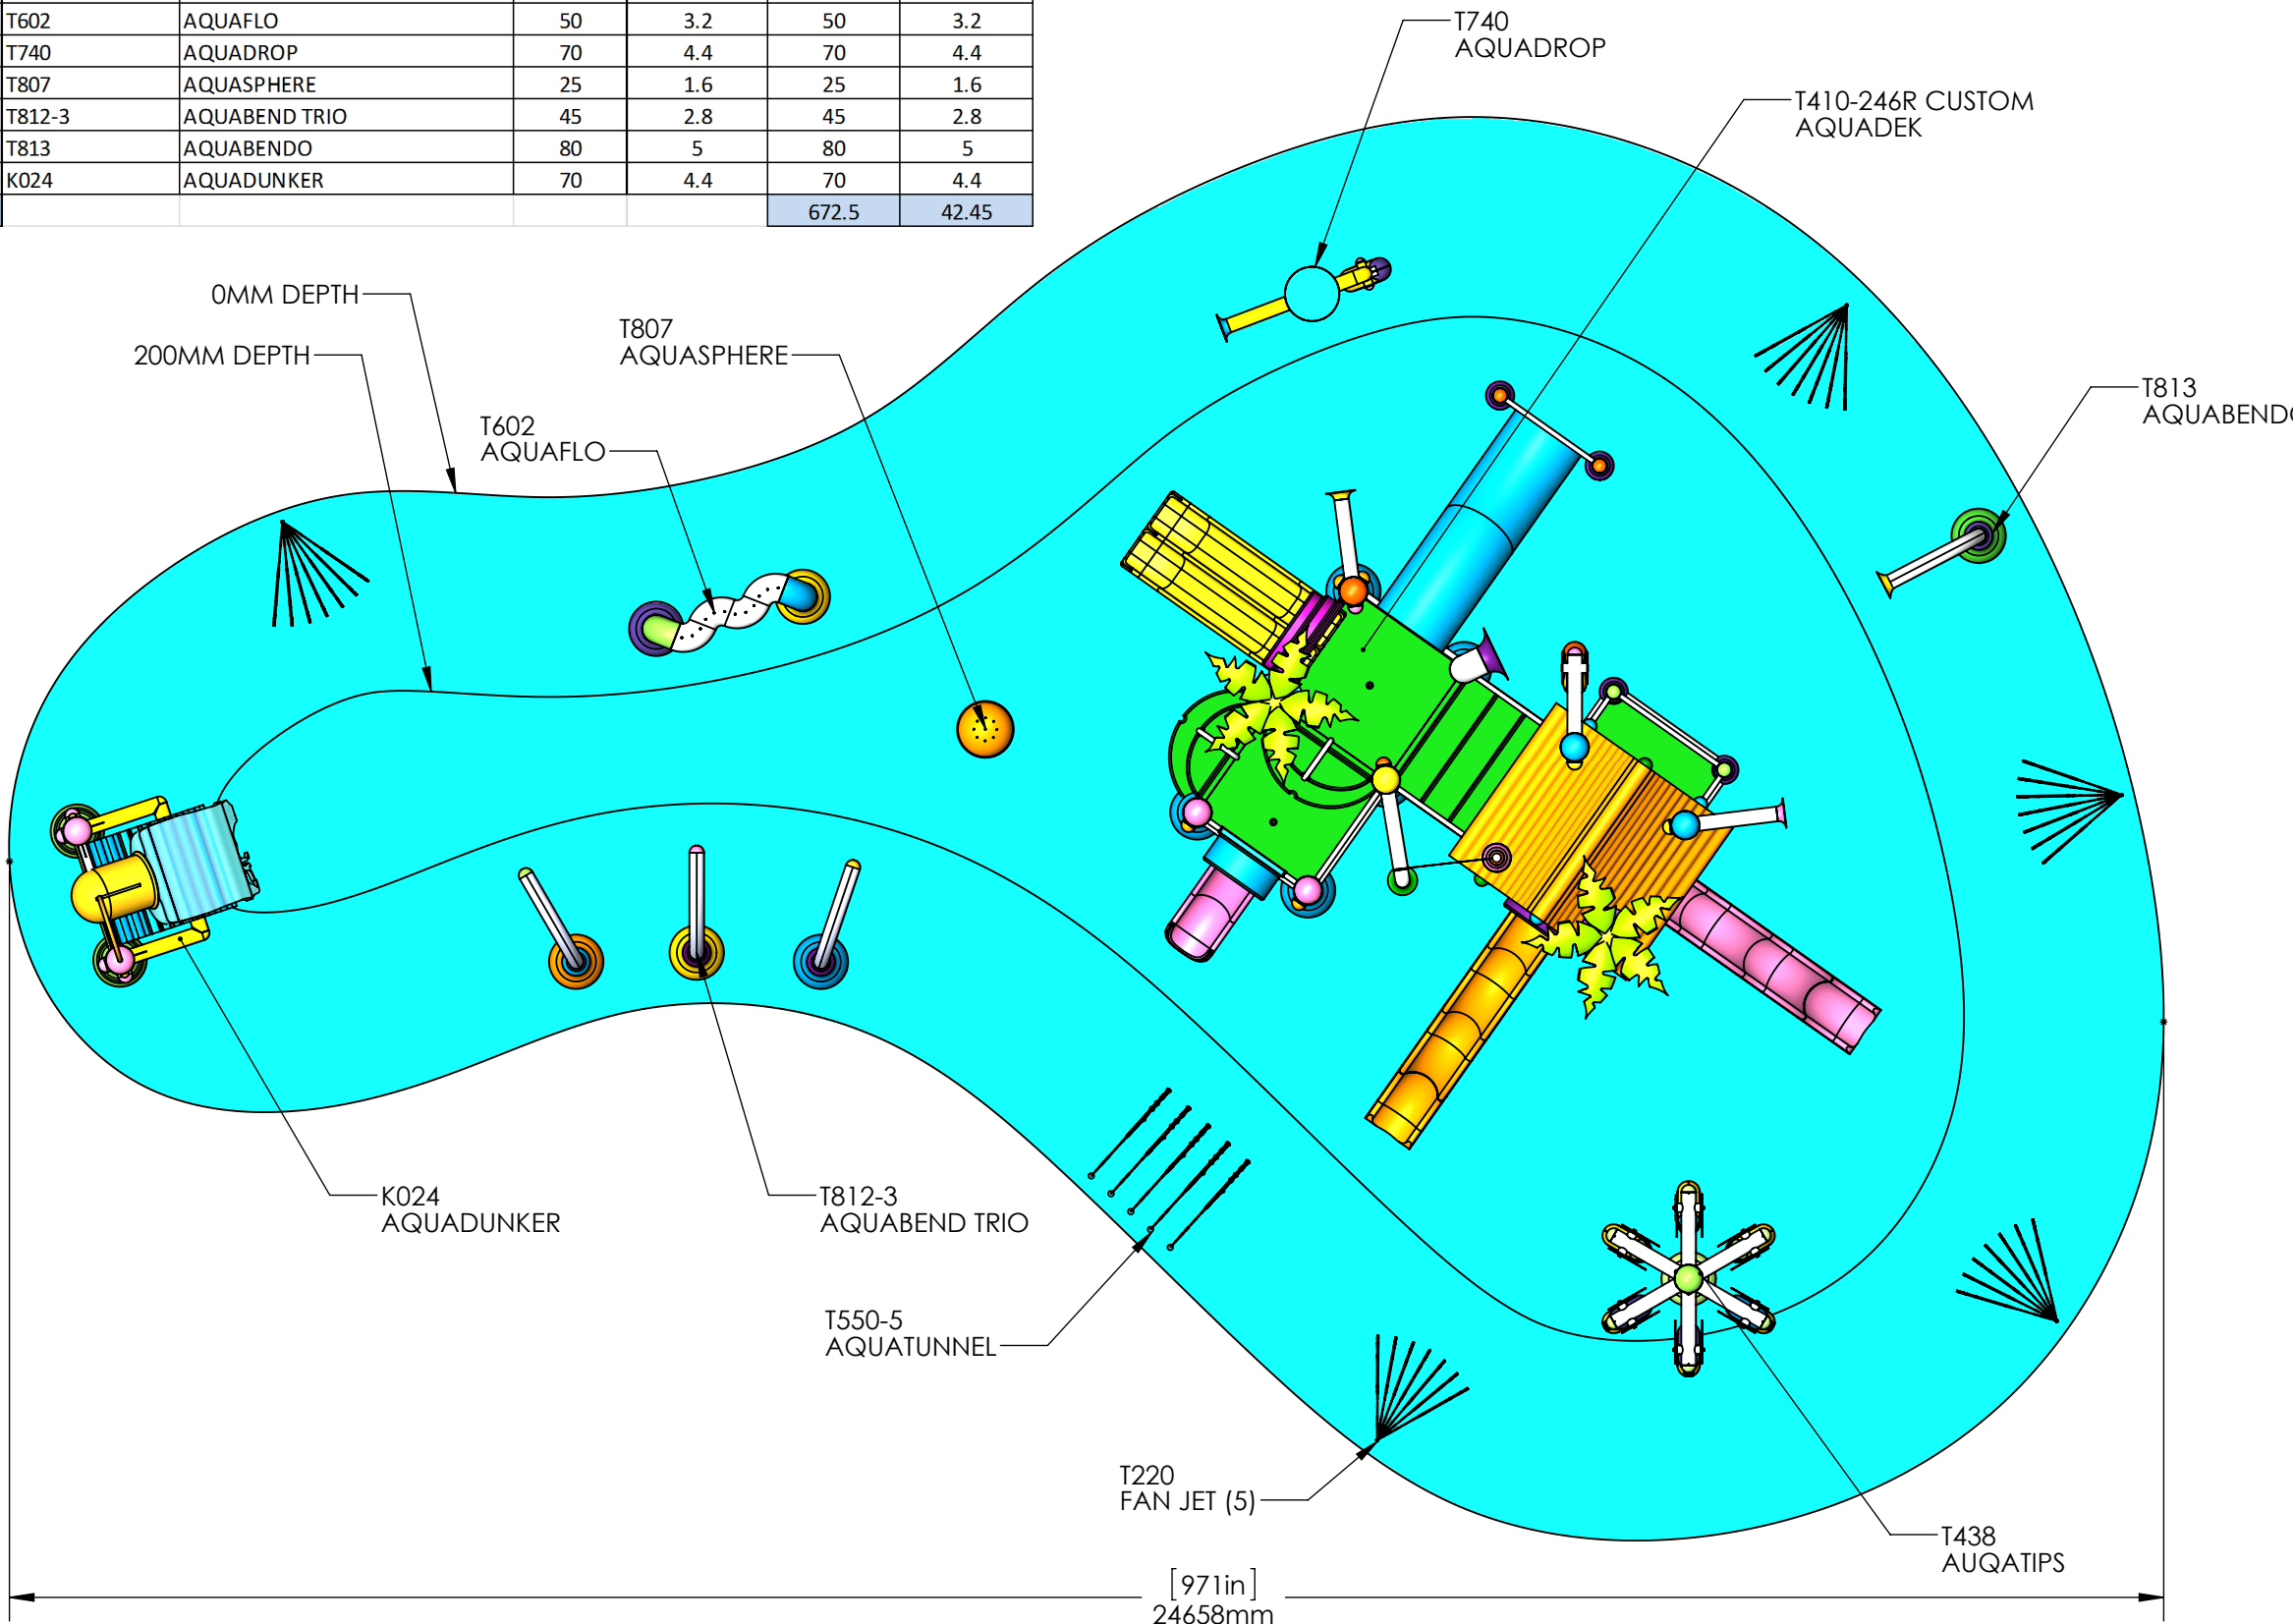 T602 AQUAFLO 50 3.2 50 3.2
T740 AQUADROP 70 4.4 70 4.4
T807 AQUASPHERE 25 1.6 25 1.6
T812-3 AQUABEND TRIO 45 2.8 45 2.8
T813 AQUABENDO 80 5 80 5
K024 AQUADUNKER 70 4.4 70 4.4
672.5 42.45
T740
AQUADROP
T410-246R CUSTOM
AQUADEK
0MM DEPTH
200MM DEPTH
T807
AQUASPHERE
T602
AQUAFLO
T813
AQUABENDO
K024
AQUADUNKER
T812-3
AQUABEND TRIO
T550-5
AQUATUNNEL
T220
FAN JET (5)
T438
AUQATIPS
[971in]
24658mm